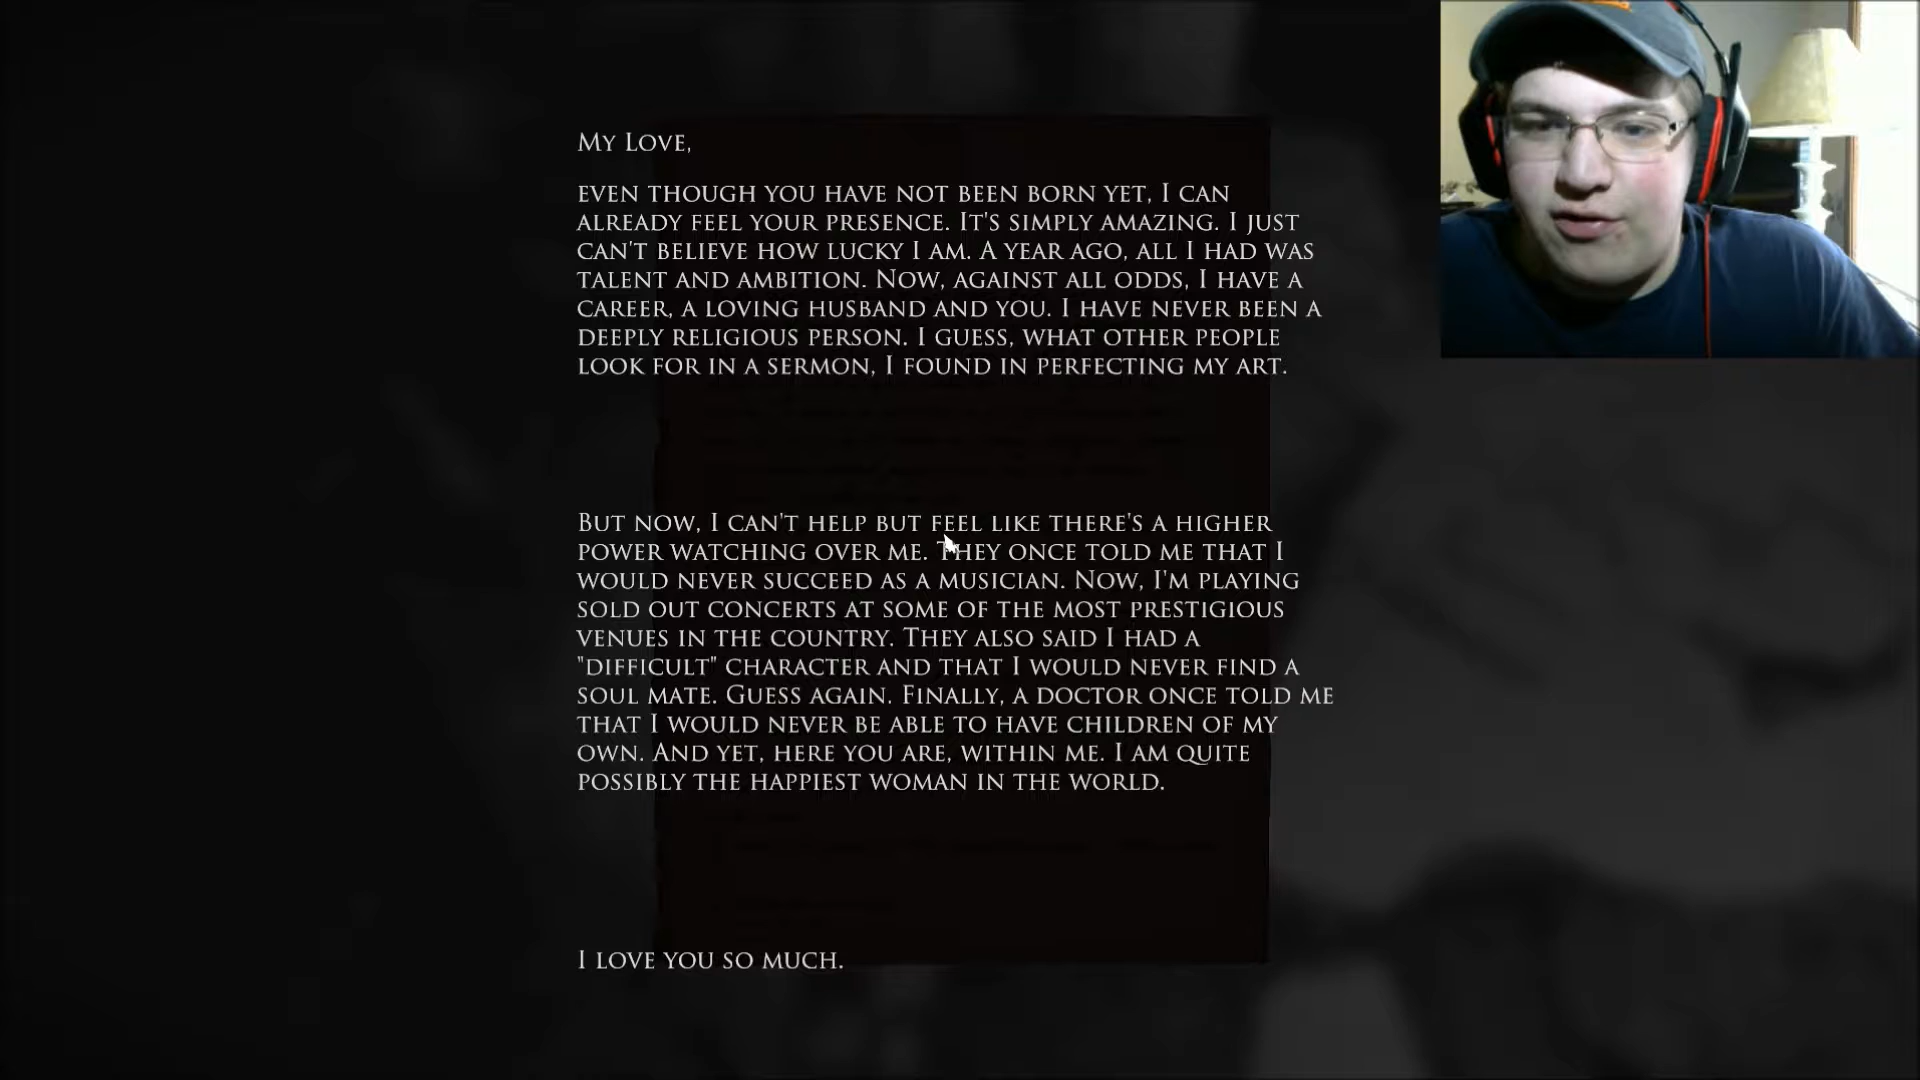 My Love,
even though you have not been born yet, I can
already feel your presence. It's simply amazing. I just
can't believe how lucky I am. A year ago, all I had was
talent and ambition. Now, against all odds, I have a
career, a loving husband and you. I have never been a
deeply religious person. I guess, what other people
look for in a sermon, I found in perfecting my art.
But now, I can't help but feel like there's a higher
power watching over me. They once told me that I
would never succeed as a musician. Now, I'm playing
sold out concerts at some of the most prestigious
venues in the country. They also said I had a
"difficult" character and that I would never find a
soul mate. Guess again. Finally, a doctor once told me
that I would never be able to have children of my
own. And yet, here you are, within me. I am quite
possibly the happiest woman in the world.
I love you so much.